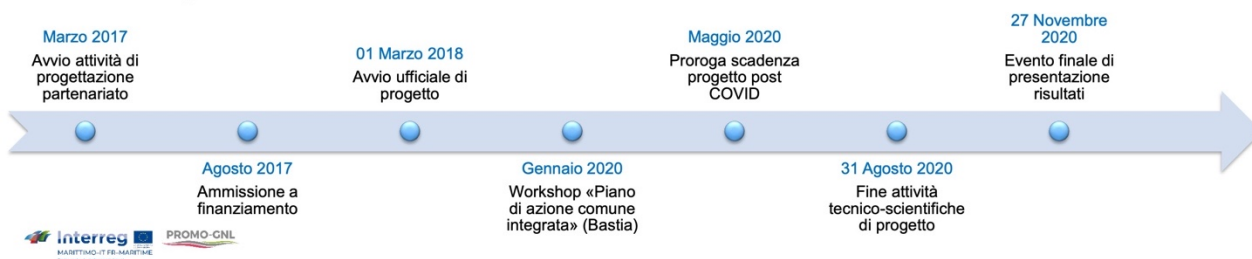 Marzo 2017
Avvio attività di
progettazione
partenariato
Agosto 2017
Ammissione a
finanziamento
01 Marzo 2018
Avvio ufficiale di
progetto
Gennaio 2020
Workshop «Piano
di azione comune
integrata» (Bastia)
Maggio 2020
Proroga scadenza
progetto post
COVID
31 Agosto 2020
Fine attività
tecnico-scientifiche
di progetto
27 Novembre
2020
Evento finale di
presentazione
risultati
Interreg
MARITTIMO-IT FR-MARITIME
PROMO-GNL